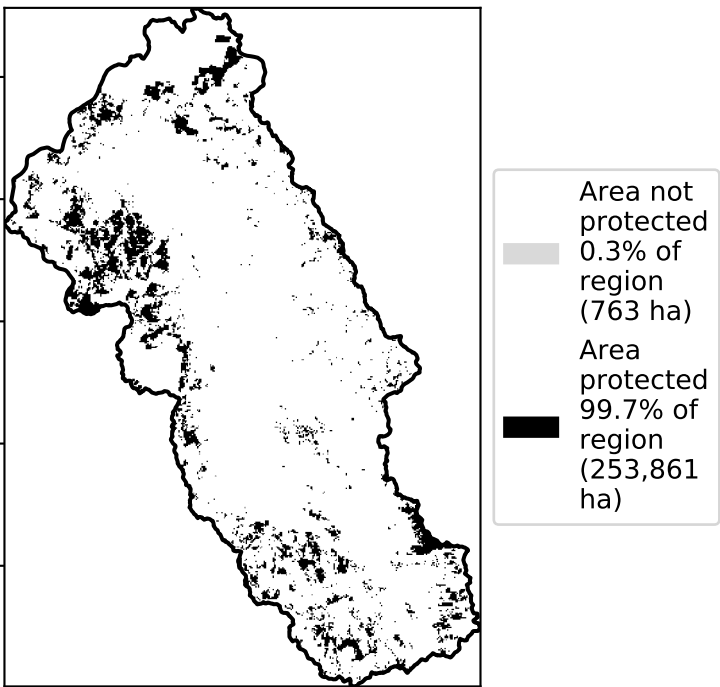 Area not
protected
0.3% of
region
(763 ha)
Area
protected
99.7% of
region
(253,861
ha)